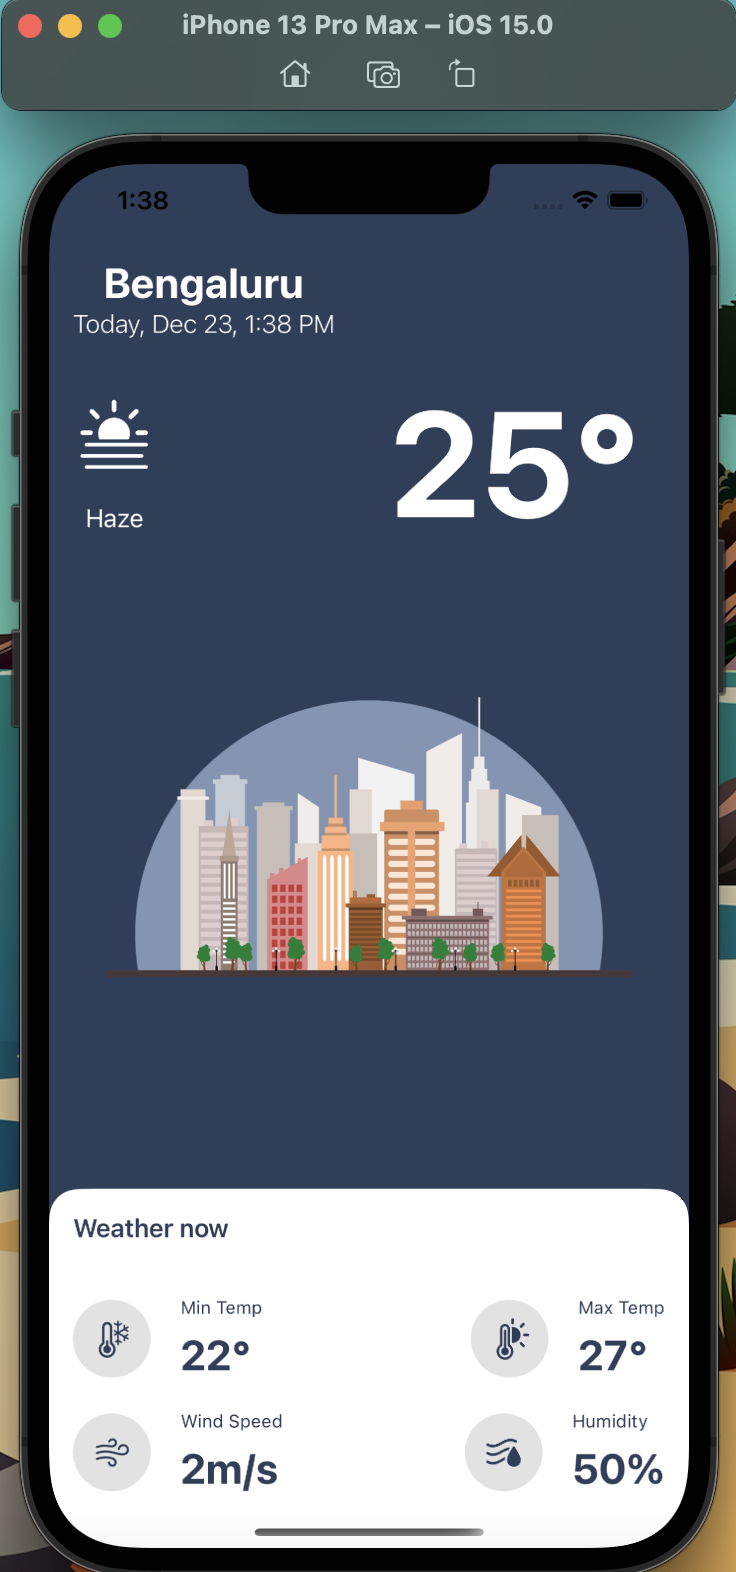 iPhone 13 Pro Max – iOS 15.0
1:38
Bengaluru
Today, Dec 23, 1:38 PM
25°
Haze
Weather now
Min Temp
22°
Max Temp
27°
Wind Speed
2m/s
Humidity
50%